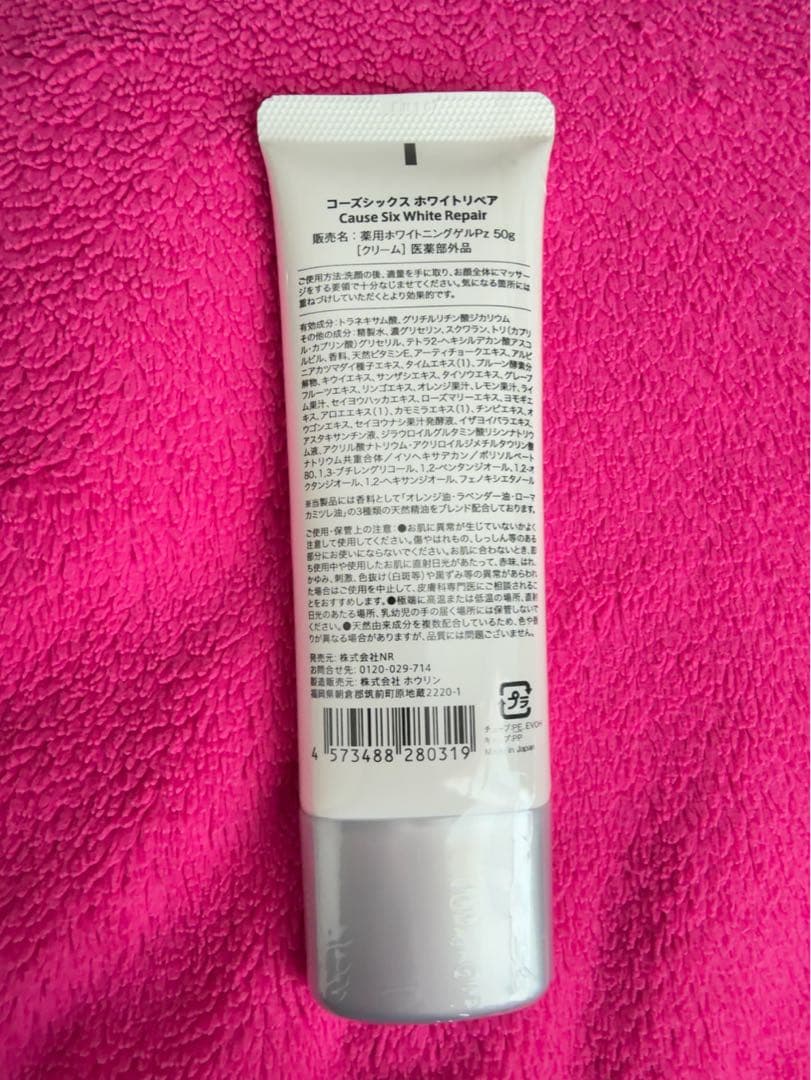 コーズシックス ホワイトリペア
Cause Six White Repair
販売名：薬用ホワイトニングゲルPz 50g
［クリーム］医薬部外品
ご使用方法:洗顔の後、適量を手に取り、お顔全体にマッサー
ジをする要領で十分なじませてください。気になる箇所には
重ねづけしていただくとより効果的です。
有効成分：トラネキサム酸、グリチルリチン酸ジカリウム
その他の成分：精製水、濃グリセリン、スクワラン、トリ（カプリ
ル・カプリン酸）グリセリル、テトラ2-ヘキシルデカン酸アスコ
ルビル、香料、天然ビタミンE、アーティチョークエキス、アルピ
ニアカツマダイ種子エキス、タイムエキス（1）、プルーン酵素分
解物、キウイエキス、サンザシエキス、タイソウエキス、グレープ
フルーツエキス、リンゴエキス、オレンジ果汁、レモン果汁、ライ
ム果汁、セイヨウハッカエキス、ローズマリーエキス、ヨモギエ
キス、アロエエキス（1）、カモミラエキス（1）、チンピエキス、オ
ウゴンエキス、セイヨウナシ果汁発酵液、イザヨイバラエキス、
アスタキサンチン液、ジラウロイルグルタミン酸リシンナトリウ
ム液、アクリル酸ナトリウム・アクリロイルジメチルタウリン酸
ナトリウム共重合体／イソヘキサデカン／ポリソルベート
80、1,3-ブチレングリコール、1,2-ペンタンジオール、1,2-オ
クタンジオール、1,2-ヘキサンジオール、フェノキシエタノール
※当製品には香料として「オレンジ油・ラベンダー油・ローマ
カミツレ油」の3種類の天然精油をブレンド配合しております。
ご使用・保管上の注意：●お肌に異常が生じていないかよく
注意して使用してください。傷やはれもの、しっしん等のある
部分にお使いにならないでください。お肌に合わないとき、即
ち使用中や使用したお肌に直射日光があたって、赤味、はれ、
かゆみ、刺激、色抜け（白斑等）や黒ずみ等の異常があらわれ
た場合はご使用を中止して、皮膚科専門医にご相談されるこ
とをおすすめします。●極端に高温または低温の場所、直射
日光のあたる場所、乳幼児の手の届く場所には保管しないで
ください。●天然由来成分を複数配合しているため、色や香
りが異なる場合がありますが、品質には問題ございません。
発売元：株式会社NR
お問合せ先：0120-029-714
製造販売元：株式会社 ホウリン
福岡県朝倉郡筑前町原地蔵2220-1
プラ
チューブ:PE, EVOH
キャップ:PP
Made in Japan
4 573488 280319